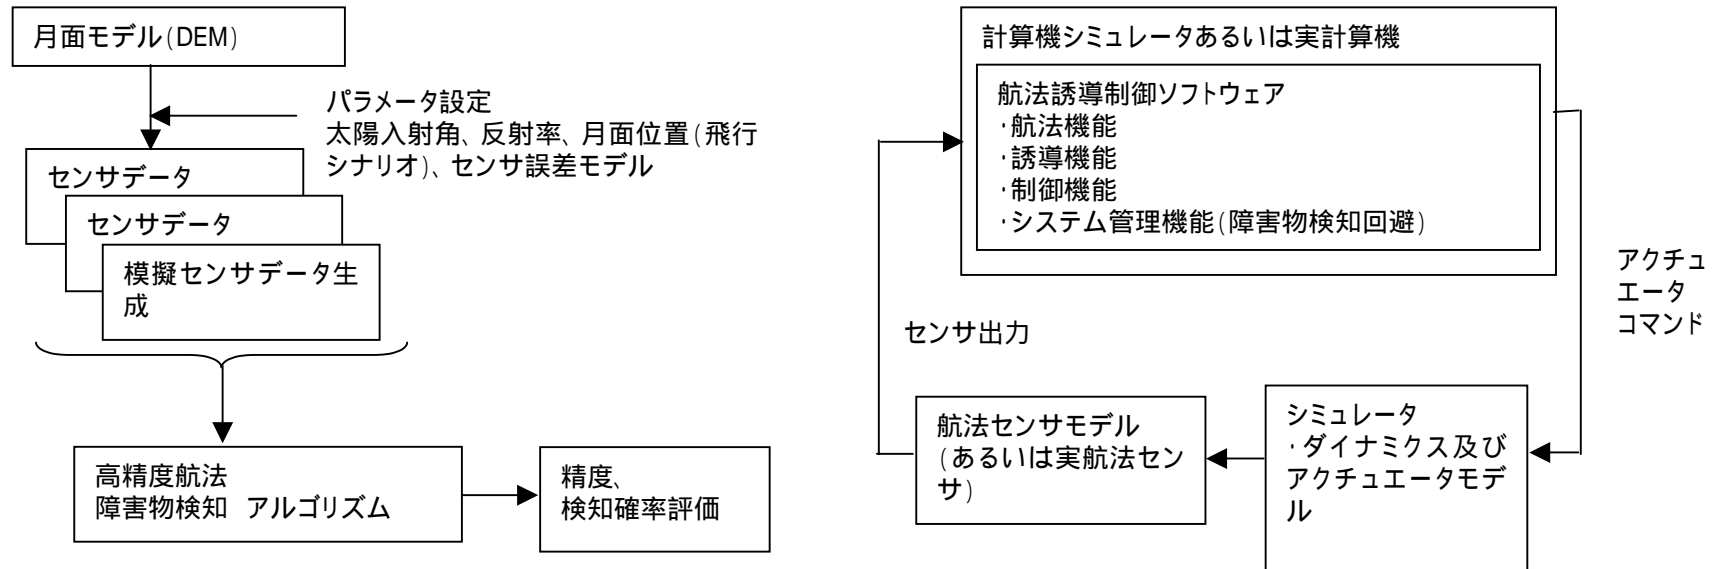 月面モデル(DEM)
パラメータ設定
太陽入射角、反射率、月面位置(飛行
シナリオ)、センサ誤差モデル
センサデータ
センサデータ
模擬センサデータ生
成
高精度航法
障害物検知　アルゴリズム
精度、
検知確率評価
計算機シミュレータあるいは実計算機
航法誘導制御ソフトウェア
・航法機能
・誘導機能
・制御機能
・システム管理機能(障害物検知回避)
アクチュ
エータ
コマンド
センサ出力
航法センサモデル
(あるいは実航法セン
サ)
シミュレータ
・ダイナミクス及び
アクチュエータモデ
ル